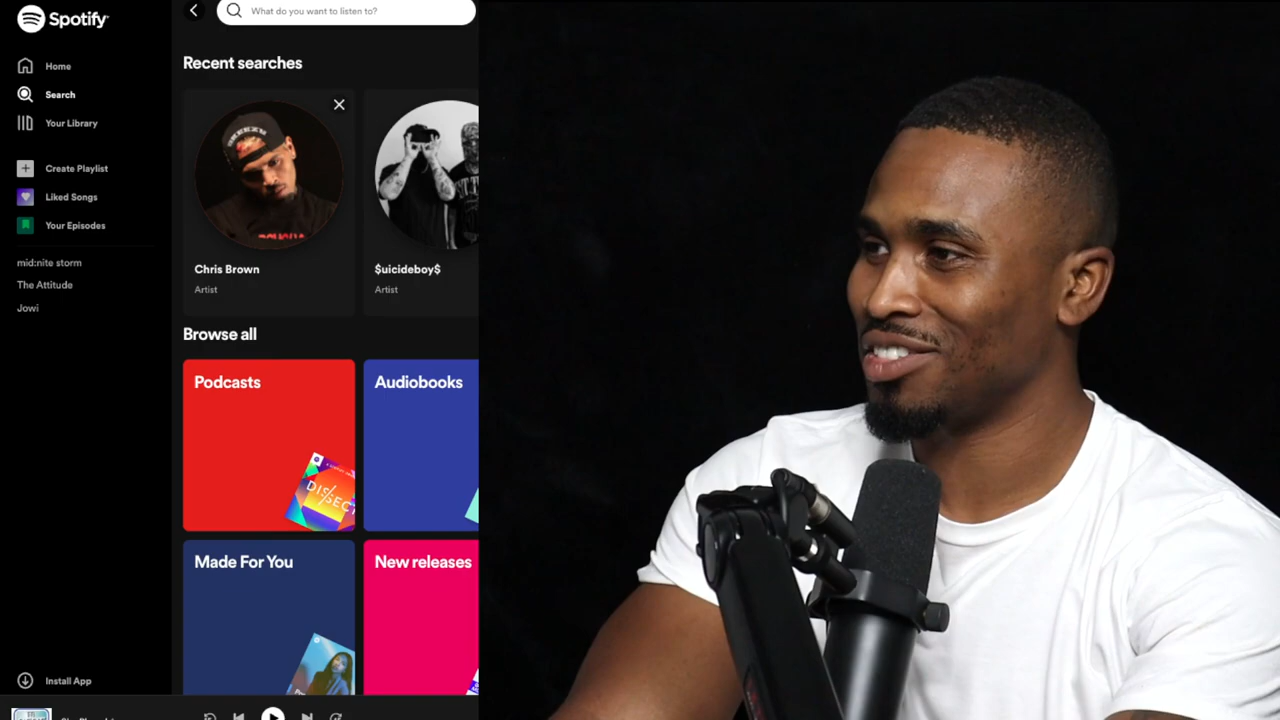 Spotify
What do you want to listen to?
Home
Search
Your Library
Create Playlist
Liked Songs
Your Episodes
mid:nite storm
The Attitude
Jowi
Recent searches
Chris Brown
Artist
$uicideboy$
Artist
Browse all
Podcasts
Audiobooks
DISSECT
Made For You
New releases
Install App